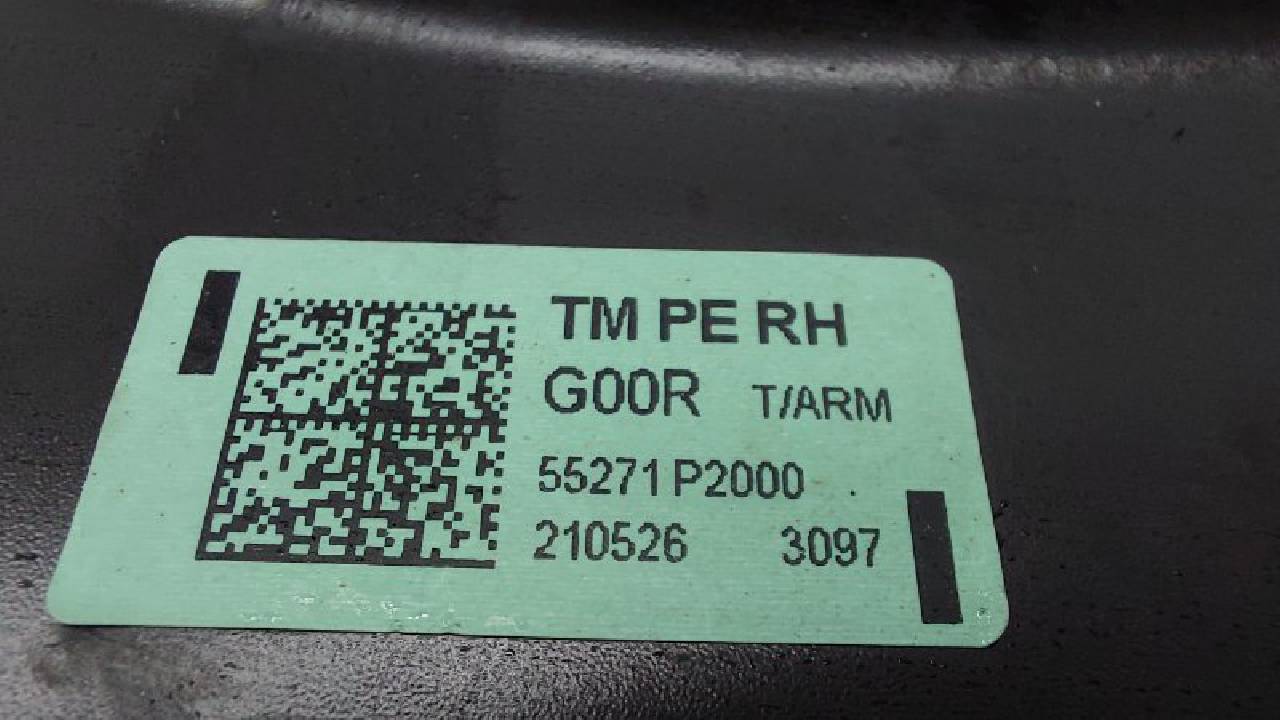 TM PE RH
G00R T/ARM
55271 P2000
210526 3097